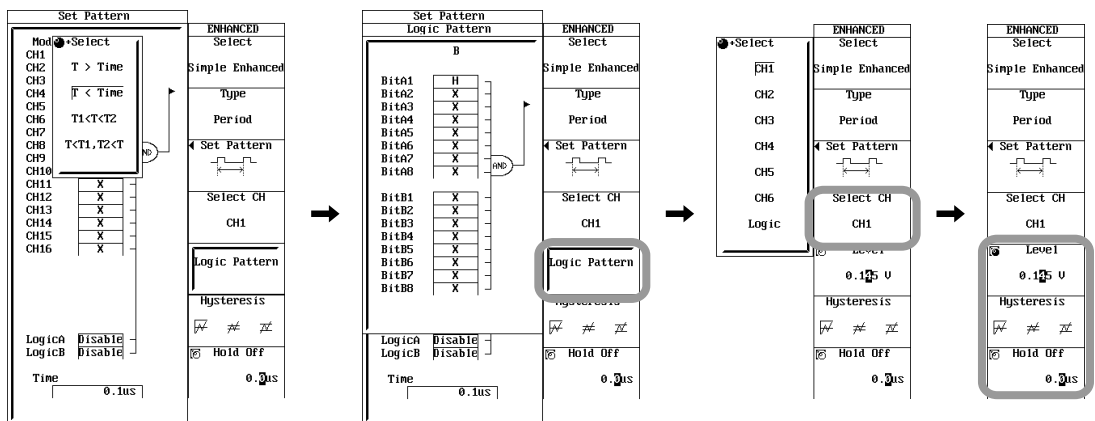 Set Pattern
Mod +Select
CH1
CH2 T > Time
CH3
CH4 T < Time
CH5
CH6 T1<T<T2
CH7
CH8 T<T1,T2<T
CH9
CH10
CH11 X
CH12 X
CH13 X
CH14 X
CH15 X
CH16 X
LogicA Disable
LogicB Disable
Time
0.1us
ENHANCED
Select
Simple Enhanced
Type
Period
Set Pattern
Select CH
CH1
Logic Pattern
Hysteresis
Hold Off
0.0us
Set Pattern
Logic Pattern
B
BitA1 H
BitA2 X
BitA3 X
BitA4 X
BitA5 X
BitA6 X
BitA7 X
BitA8 X
AND
BitB1 X
BitB2 X
BitB3 X
BitB4 X
BitB5 X
BitB6 X
BitB7 X
BitB8 X
LogicA Disable
LogicB Disable
Time
0.1us
ENHANCED
Select
Simple Enhanced
Type
Period
Set Pattern
Select CH
CH1
Logic Pattern
Hysteresis
Hold Off
0.0us
+Select
CH1
CH2
CH3
CH4
CH5
CH6
Logic
ENHANCED
Select
Simple Enhanced
Type
Period
Set Pattern
Select CH
CH1
Level
0.145 V
Hysteresis
Hold Off
0.0us
ENHANCED
Select
Simple Enhanced
Type
Period
Set Pattern
Select CH
CH1
Level
0.145 V
Hysteresis
Hold Off
0.0us